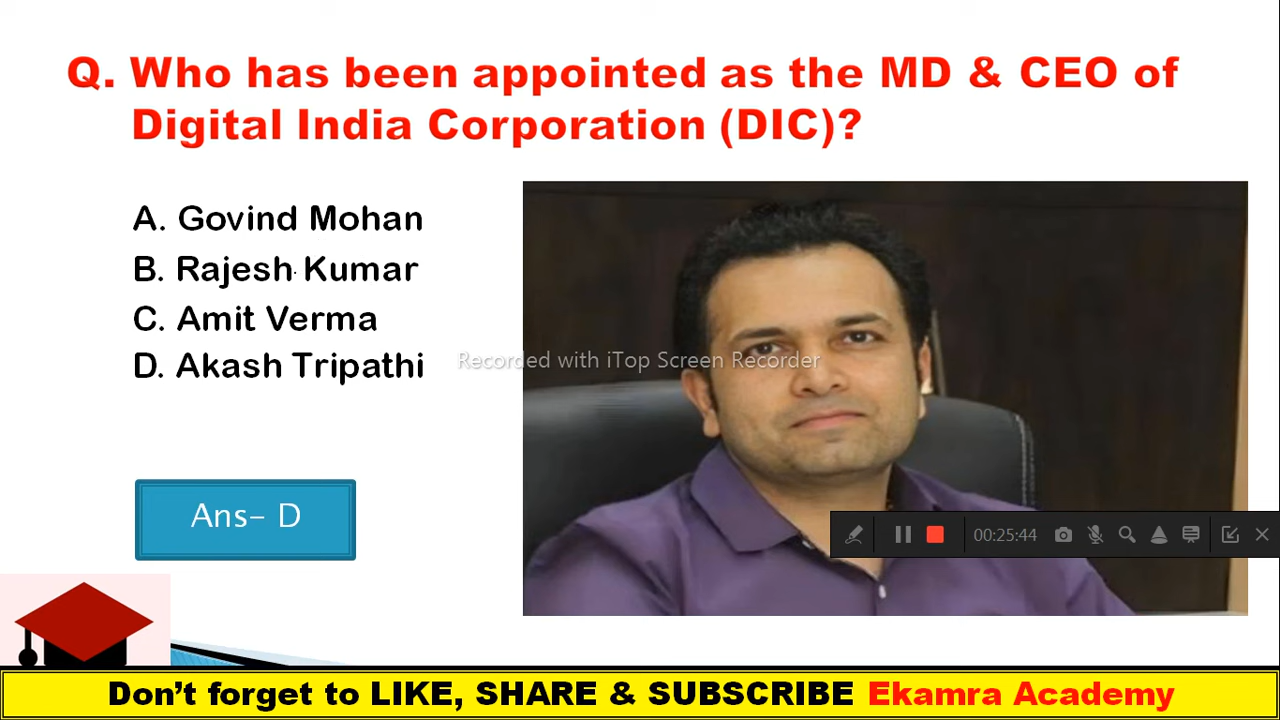 Q. Who has been appointed as the MD & CEO of
Digital India Corporation (DIC)?
A. Govind Mohan
B. Rajesh Kumar
C. Amit Verma
D. Akash Tripathi
Recorded with iTop Screen Recorder
Ans- D
00:25:44
Don't forget to LIKE, SHARE & SUBSCRIBE Ekamra Academy